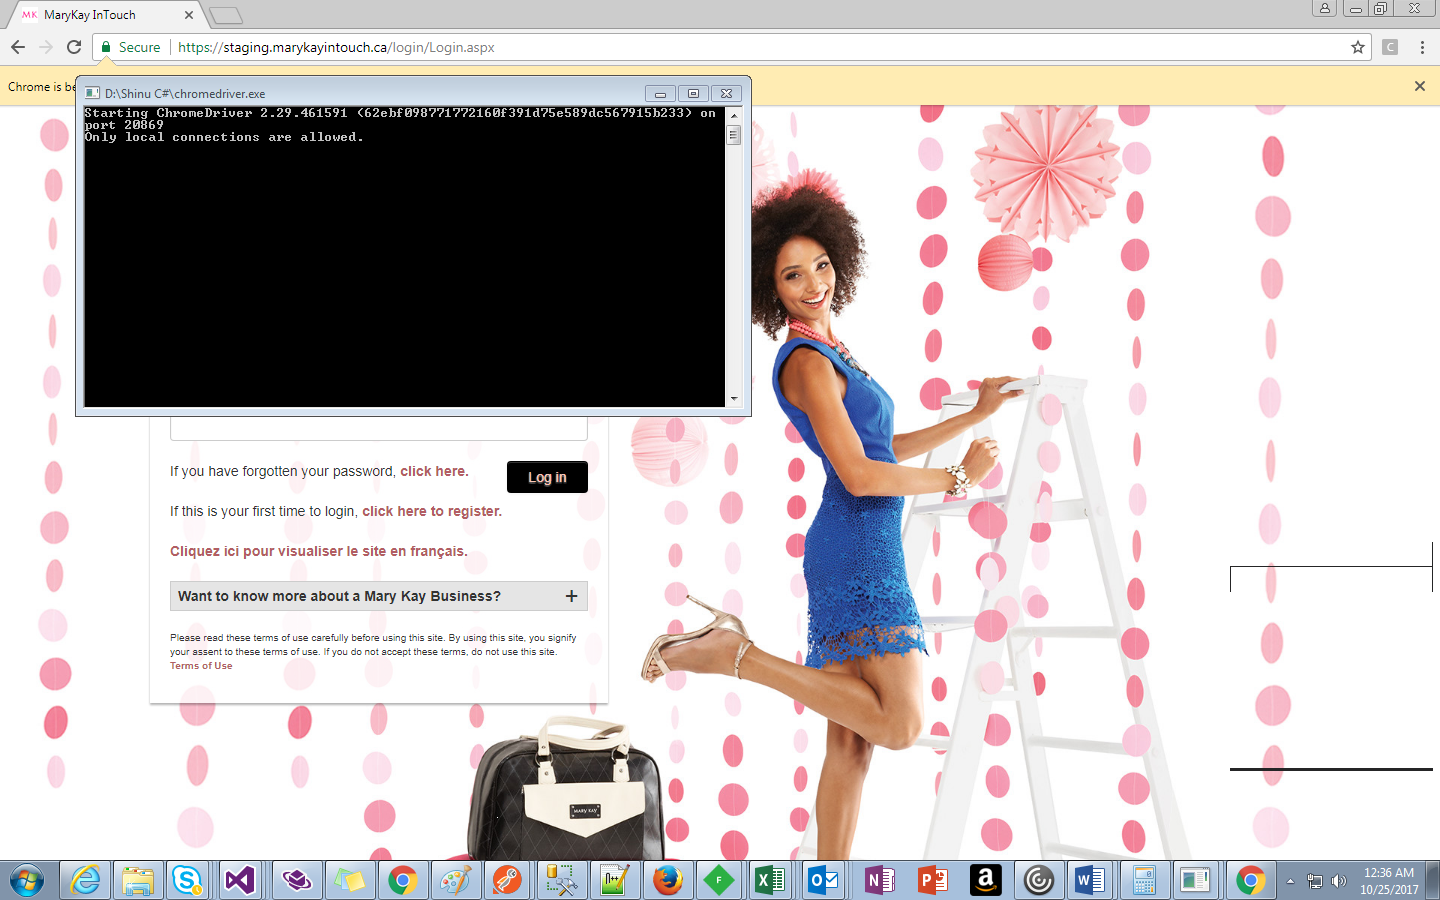 MK MaryKay InTouch
Secure https://staging.marykayintouch.ca/login/Login.aspx
C
Chrome is be
D:\Shinu C#\chromedriver.exe
Starting ChromeDriver 2.29.461591 (62ebf098771772160f391d75e589dc567915b233) on
port 20869
Only local connections are allowed.
If you have forgotten your password, click here.
Log in
If this is your first time to login, click here to register.
Cliquez ici pour visualiser le site en français.
Want to know more about a Mary Kay Business? +
Please read these terms of use carefully before using this site. By using this site, you signify
your assent to these terms of use. If you do not accept these terms, do not use this site.
Terms of Use
MARY KAY
12:36 AM
10/25/2017